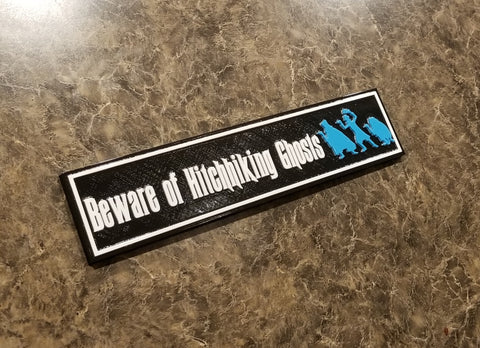 Beware of Hitchhiking Ghosts